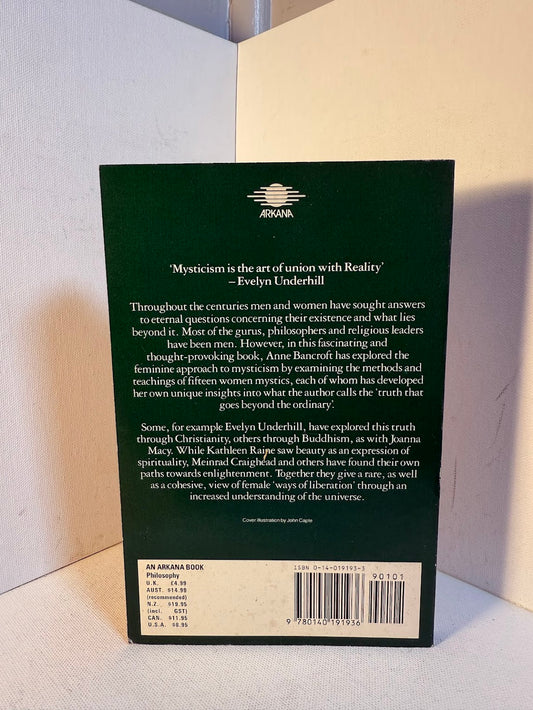 ARKANA
'Mysticism is the art of union with Reality'
– Evelyn Underhill
Throughout the centuries men and women have sought answers
to eternal questions concerning their existence and what lies
beyond it. Most of the gurus, philosophers and religious leaders
have been men. However, in this fascinating and
thought-provoking book, Anne Bancroft has explored the
feminine approach to mysticism by examining the methods and
teachings of fifteen women mystics, each of whom has developed
her own unique insights into what the author calls the 'truth that
goes beyond the ordinary'.
Some, for example Evelyn Underhill, have explored this truth
through Christianity, others through Buddhism, as with Joanna
Macy. While Kathleen Raine saw beauty as an expression of
spirituality, Meinrad Craighead and others have found their own
paths towards enlightenment. Together they give a rare, as well
as a cohesive, view of female 'ways of liberation' through an
increased understanding of the universe.
Cover illustration by John Caple
AN ARKANA BOOK
Philosophy
U.K. £4.99
AUST. $14.99
(recommended)
N.Z. $19.95
(incl. GST)
CAN. $11.95
U.S.A. $8.95
ISBN 0-14-019193-3
90101
9 780140 191936